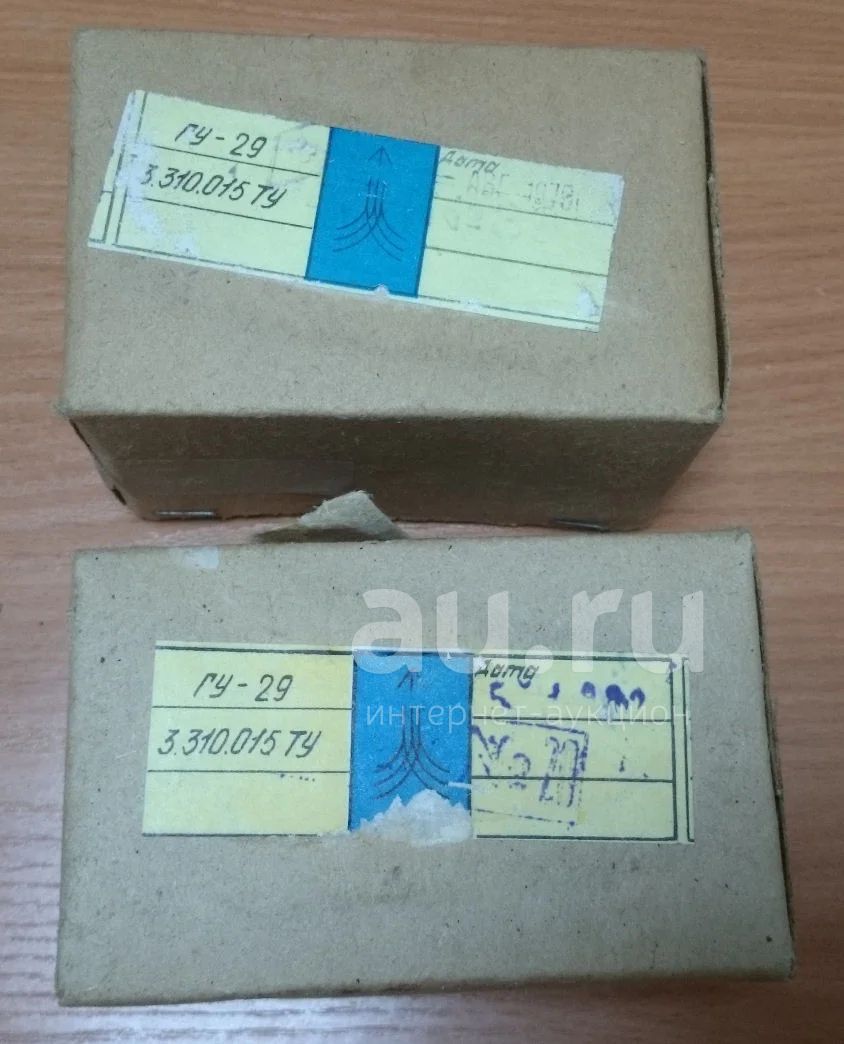 ГУ-29
3.310.015 ТУ
Дата
au.ru
интернет-аукцион
ГУ-29
3.310.015 ТУ
Дата